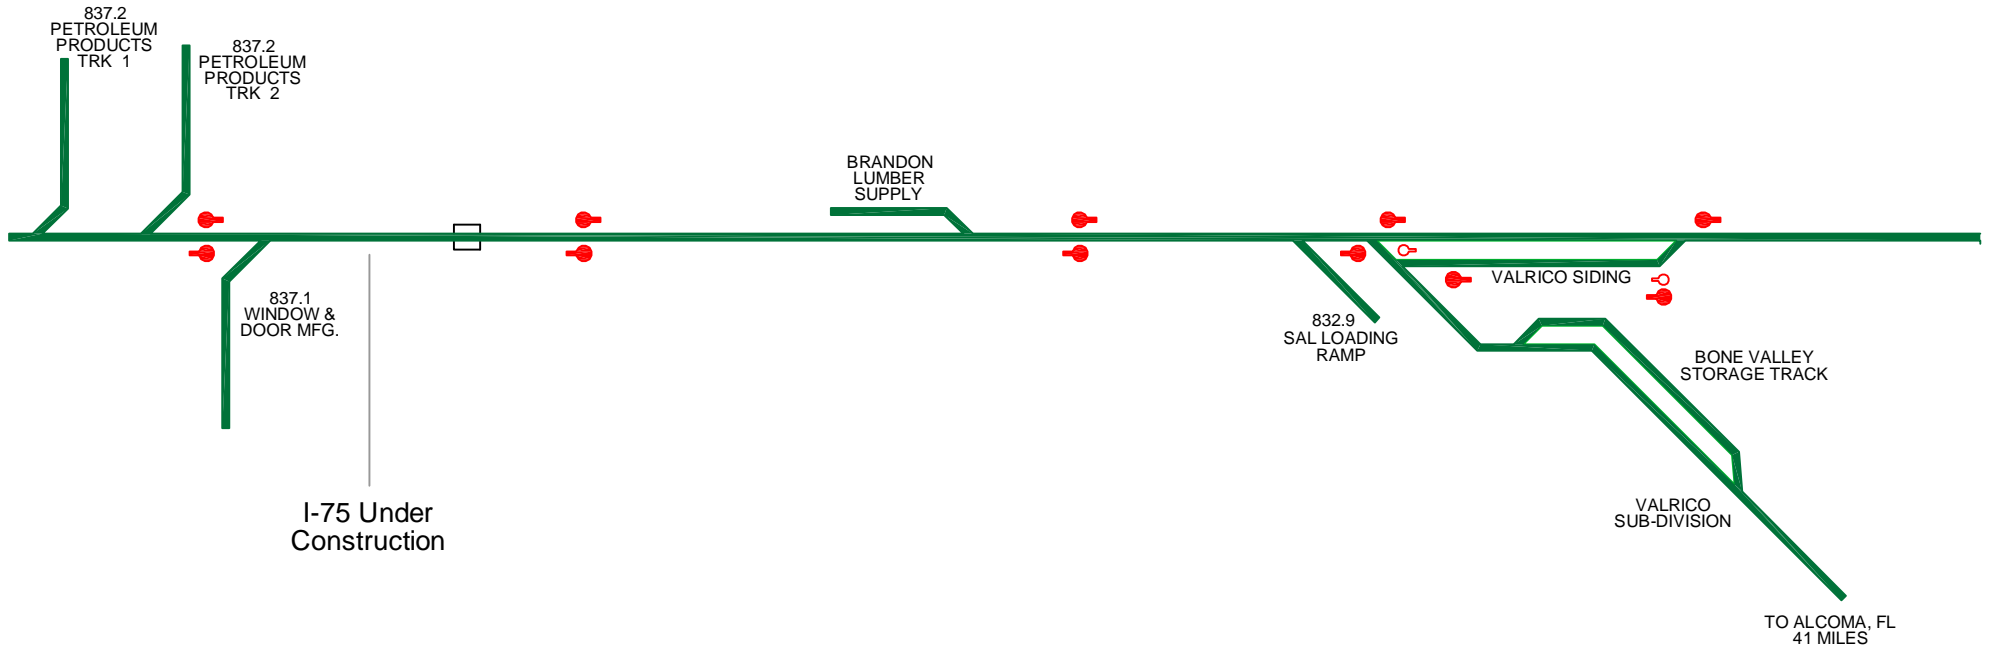 837.2
PETROLEUM
PRODUCTS
TRK 1
837.2
PETROLEUM
PRODUCTS
TRK 2
BRANDON
LUMBER
SUPPLY
VALRICO SIDING
837.1
WINDOW &
DOOR MFG.
832.9
SAL LOADING
RAMP
BONE VALLEY
STORAGE TRACK
I-75 Under
Construction
VALRICO
SUB-DIVISION
TO ALCOMA, FL
41 MILES